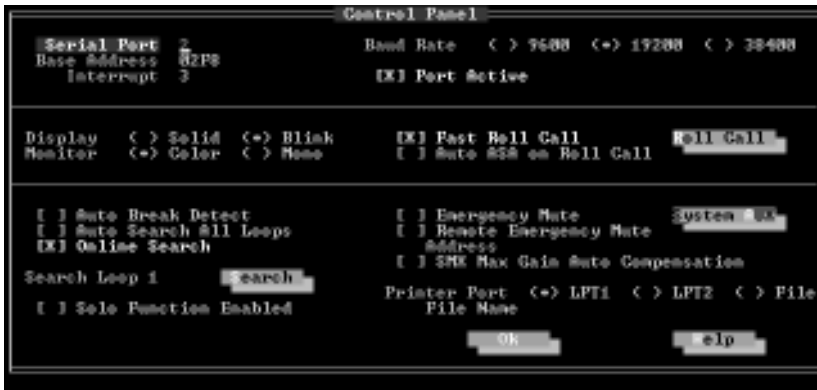 Control Panel
Serial Port 2 Baud Rate ( ) 9600 (•) 19200 ( ) 38400
Base Address 02F8
Interrupt 3 [X] Port Active
Display ( ) Solid (•) Blink [X] Fast Roll Call Roll Call
Monitor (•) Color ( ) Mono [ ] Auto ASA on Roll Call
[ ] Auto Break Detect [ ] Emergency Mute System AUX
[ ] Auto Search All Loops [ ] Remote Emergency Mute
[X] Online Search Address
[ ] SMX Max Gain Auto Compensation
Search Loop 1 Search
Printer Port (•) LPT1 ( ) LPT2 ( ) File
[ ] Solo Function Enabled File Name
Ok Help